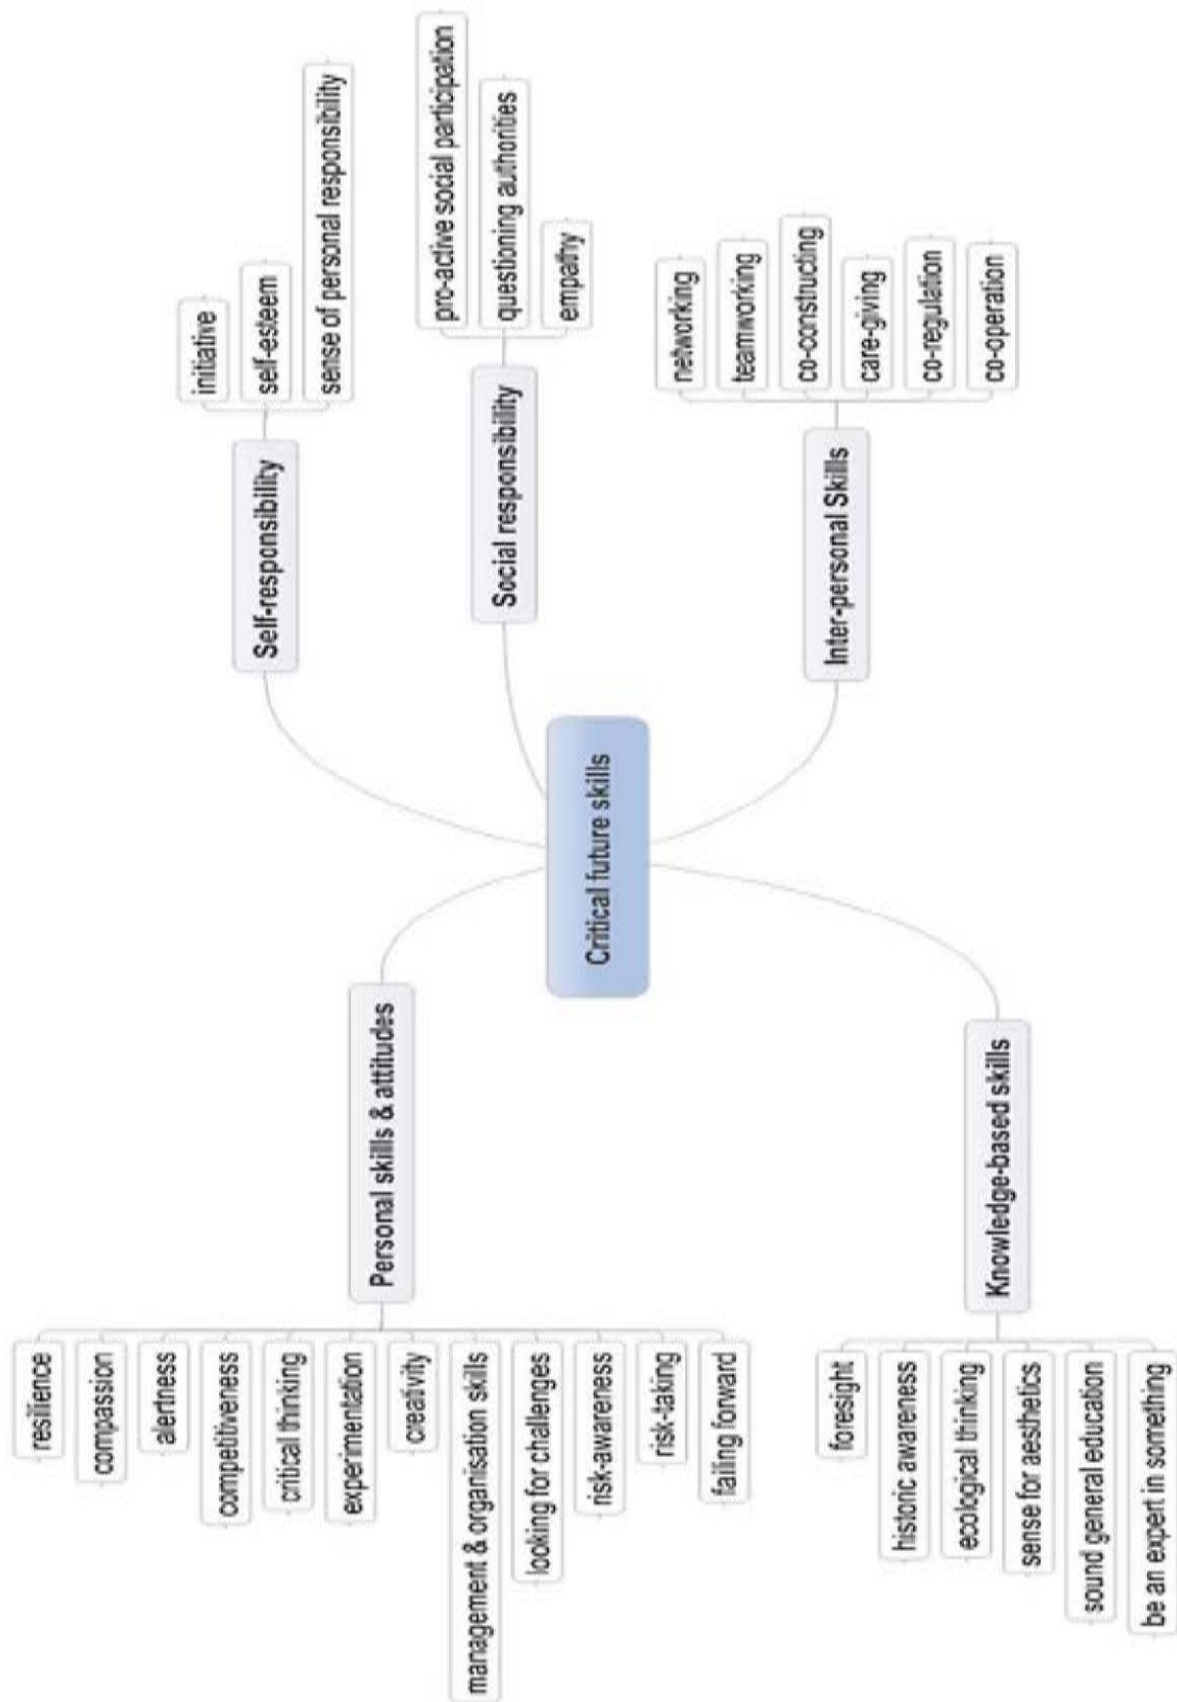 Critical future skills
Personal skills & attitudes
resilience
compassion
alertness
competitiveness
critical thinking
experimentation
creativity
management & organisation skills
looking for challenges
risk-awareness
risk-taking
failing forward
Knowledge-based skills
foresight
historic awareness
ecological thinking
sense for aesthetics
sound general education
be an expert in something
Self-responsibility
initiative
self-esteem
sense of personal responsibility
Social responsibility
pro-active social participation
questioning authorities
empathy
Inter-personal Skills
networking
teamworking
co-constructing
care-giving
co-regulation
co-operation